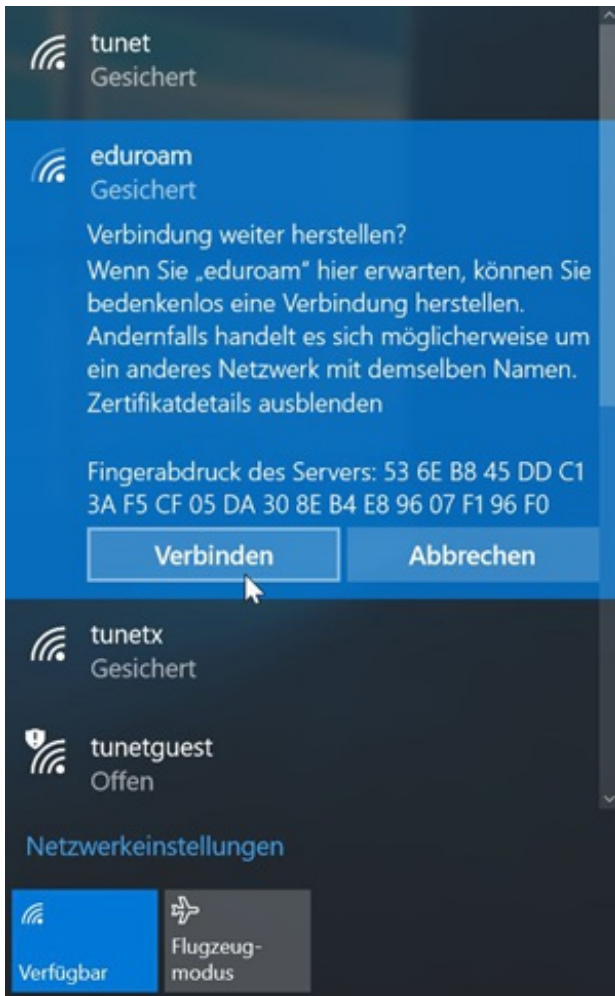 tunet
Gesichert
eduroam
Gesichert
Verbindung weiter herstellen?
Wenn Sie „eduroam“ hier erwarten, können Sie
bedenkenlos eine Verbindung herstellen.
Andernfalls handelt es sich möglicherweise um
ein anderes Netzwerk mit demselben Namen.
Zertifikatdetails ausblenden
Fingerabdruck des Servers: 53 6E B8 45 DD C1
3A F5 CF 05 DA 30 8E B4 E8 96 07 F1 96 F0
Verbinden Abbrechen
tunetx
Gesichert
tunetguest
Offen
Netzwerkeinstellungen
Verfügbar
Flugzeug-
modus